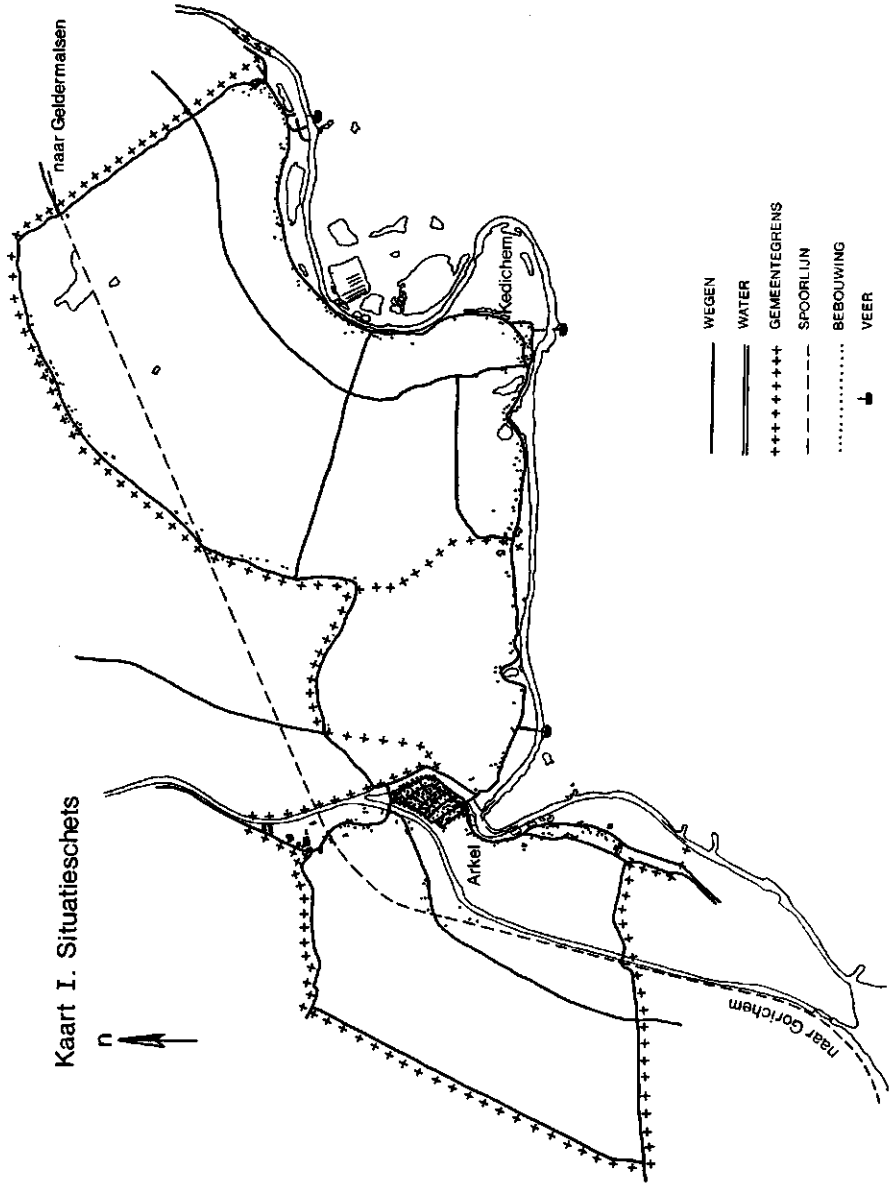 Kaart I. Situatieschets
n
naar Geldermalsen
Kedichem
Arkel
naar Gorichem
WEGEN
WATER
GEMEENTEGRENS
SPOORLIJN
BEBOUWING
VEER